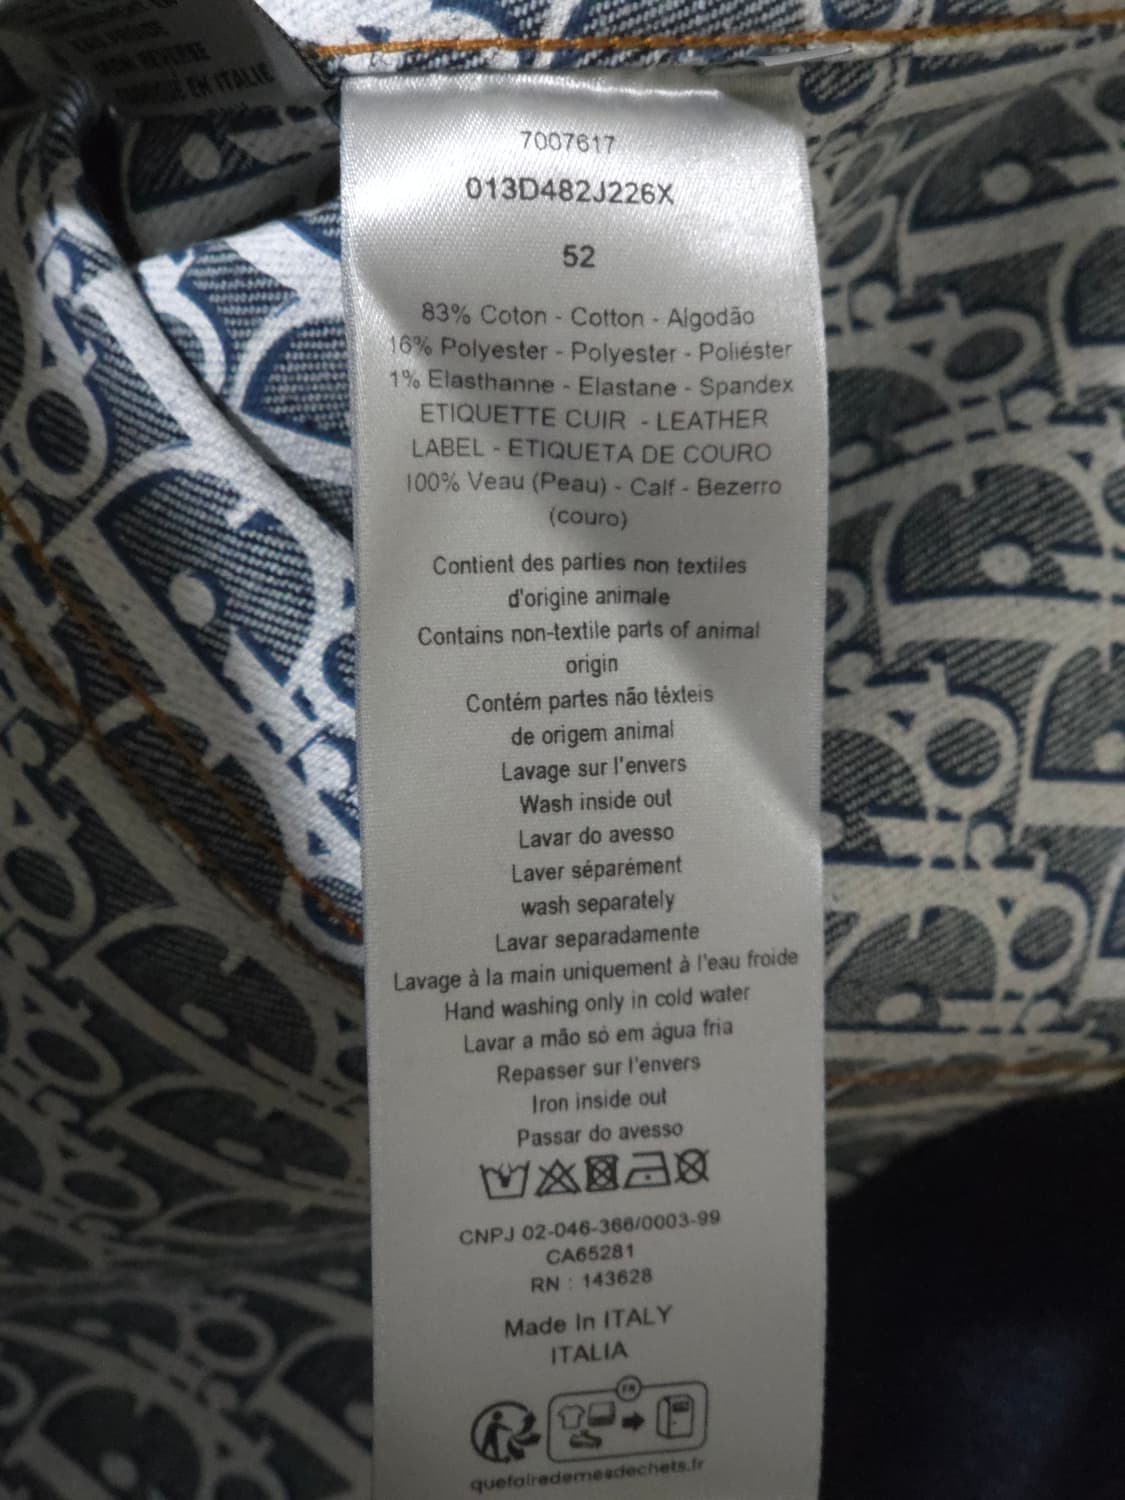 EN ITALIE
7007617
013D482J226X
52
83% Coton - Cotton - Algodão
16% Polyester - Polyester - Poliéster
1% Elasthanne - Elastane - Spandex
ETIQUETTE CUIR - LEATHER
LABEL - ETIQUETA DE COURO
100% Veau (Peau) - Calf - Bezerro
(couro)
Contient des parties non textiles
d'origine animale
Contains non-textile parts of animal
origin
Contém partes não têxteis
de origem animal
Lavage sur l'envers
Wash inside out
Lavar do avesso
Laver séparément
wash separately
Lavar separadamente
Lavage à la main uniquement à l'eau froide
Hand washing only in cold water
Lavar a mão só em água fria
Repasser sur l'envers
Iron inside out
Passar do avesso
CNPJ 02-046-366/0003-99
CA65281
RN : 143628
Made In ITALY
ITALIA
FR
quefairedemesdechets.fr